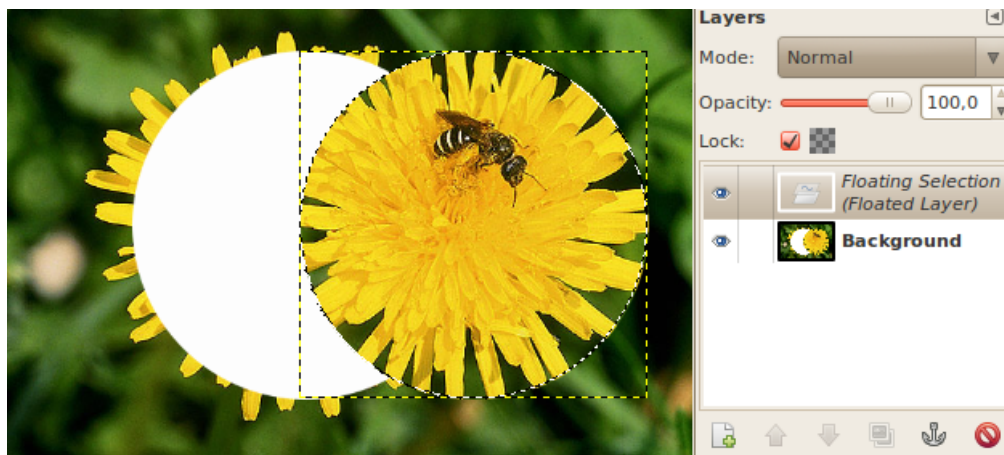 Layers
Mode: Normal
Opacity: 100,0
Lock:
Floating Selection
(Floated Layer)
Background